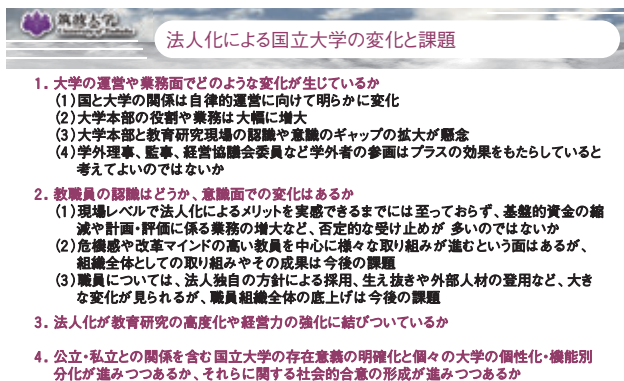 筑波大学
University of Tsukuba
法人化による国立大学の変化と課題
1. 大学の運営や業務面でどのような変化が生じているか
(1)国と大学の関係は自律的運営に向けて明らかに変化
(2)大学本部の役割や業務は大幅に増大
(3)大学本部と教育研究現場の認識や意識のギャップの拡大が懸念
(4)学外理事、監事、経営協議会委員など学外者の参画はプラスの効果をもたらしていると
考えてよいのではないか
2. 教職員の認識はどうか、意識面での変化はあるか
(1)現場レベルで法人化によるメリットを実感できるまでには至っておらず、基盤的資金の縮
減や計画・評価に係る業務の増大など、否定的な受け止めが 多いのではないか
(2)危機感や改革マインドの高い教員を中心に様々な取り組みが進むという面はあるが、
組織全体としての取り組みやその成果は今後の課題
(3)職員については、法人独自の方針による採用、生え抜きや外部人材の登用など、大き
な変化が見られるが、職員組織全体の底上げは今後の課題
3. 法人化が教育研究の高度化や経営力の強化に結びついているか
4. 公立・私立との関係を含む国立大学の存在意義の明確化と個々の大学の個性化・機能別
分化が進みつつあるか、それらに関する社会的合意の形成が進みつつあるか